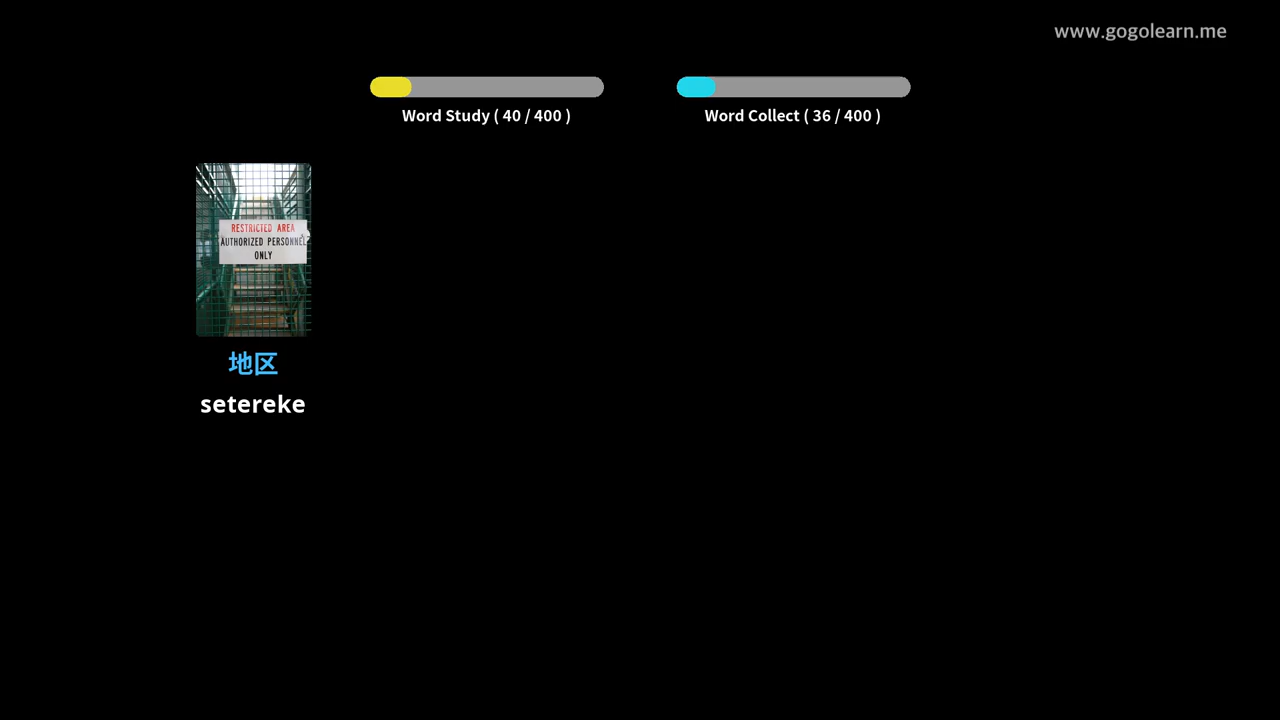 www.gogolearn.me
Word Study ( 40 / 400 )
Word Collect ( 36 / 400 )
RESTRICTED AREA
AUTHORIZED PERSONNEL
ONLY
地区
setereke